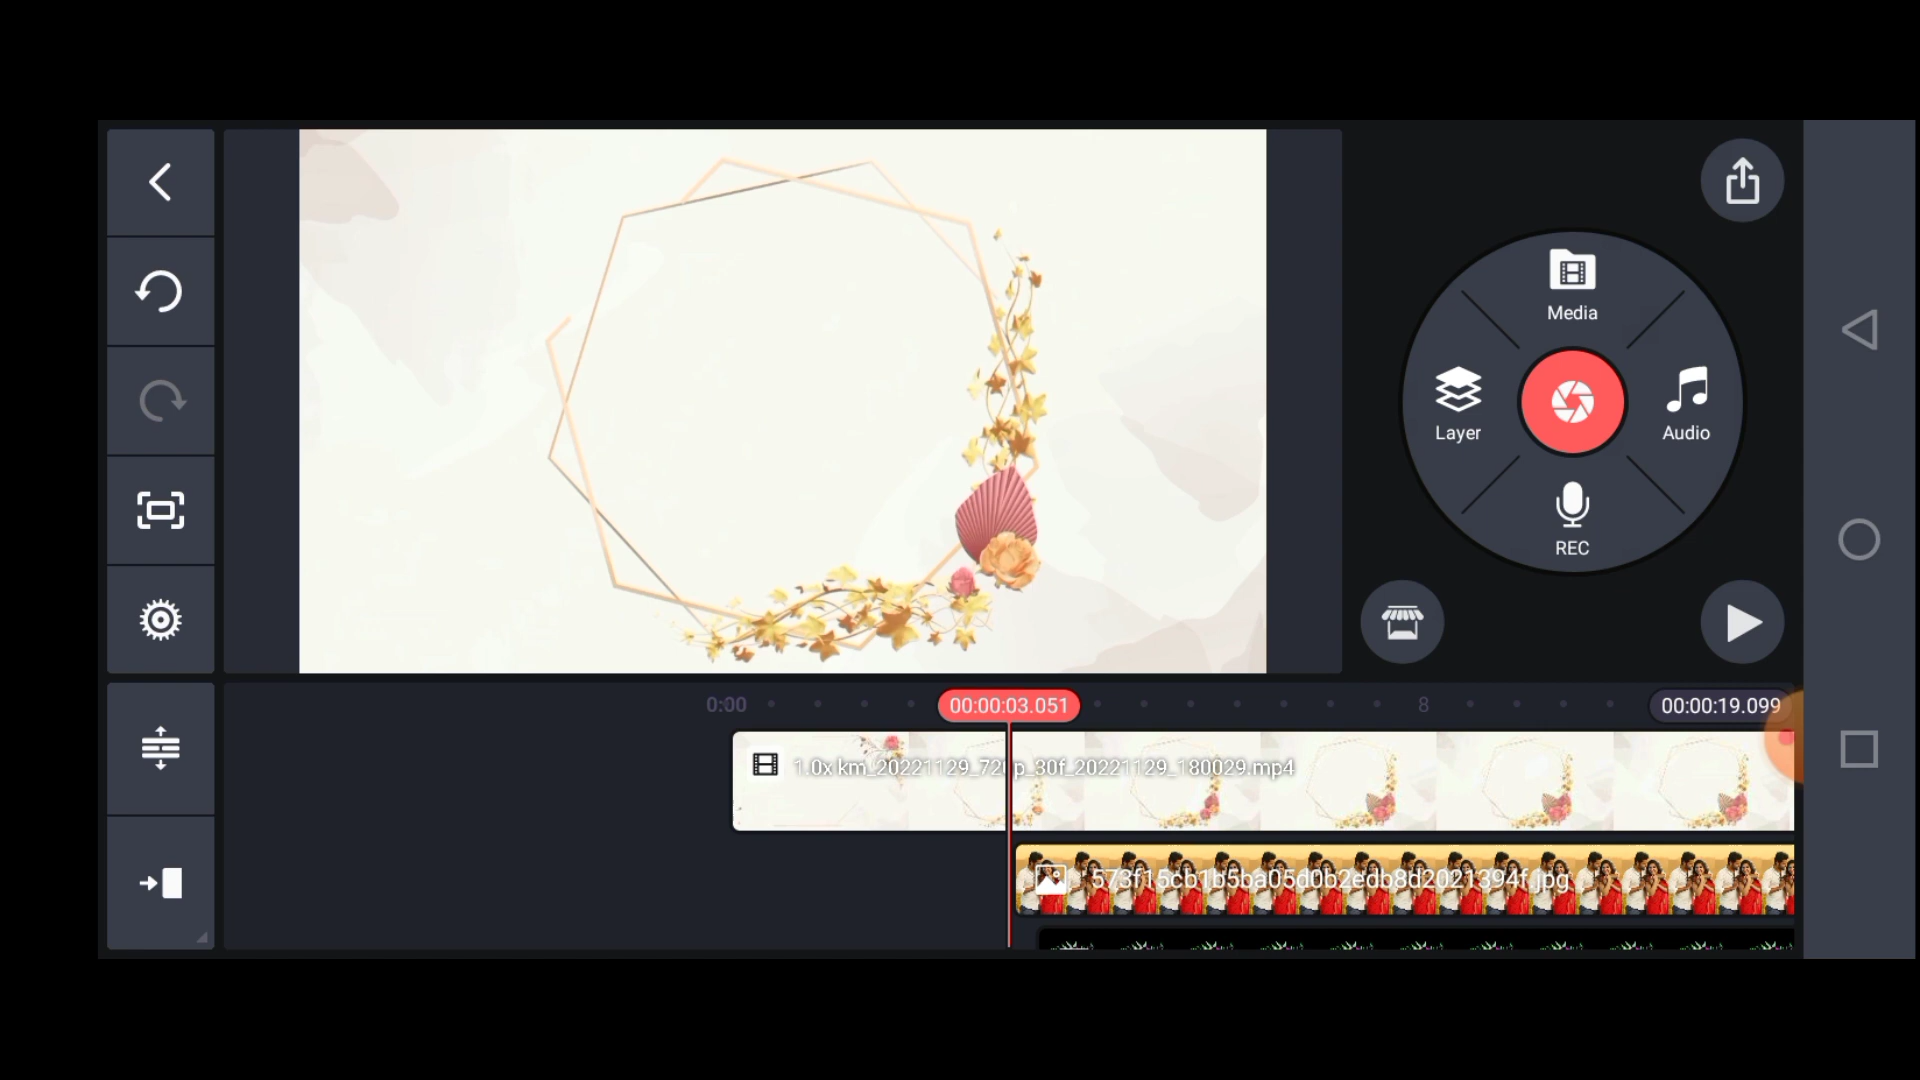 Media
Layer
Audio
REC
0:00
00:00:03.051
8
00:00:19.099
1.0x km_20221129_720p_30f_20221129_180029.mp4
573f15cb1b5ba05d0b2edb8d2021394f.jpg